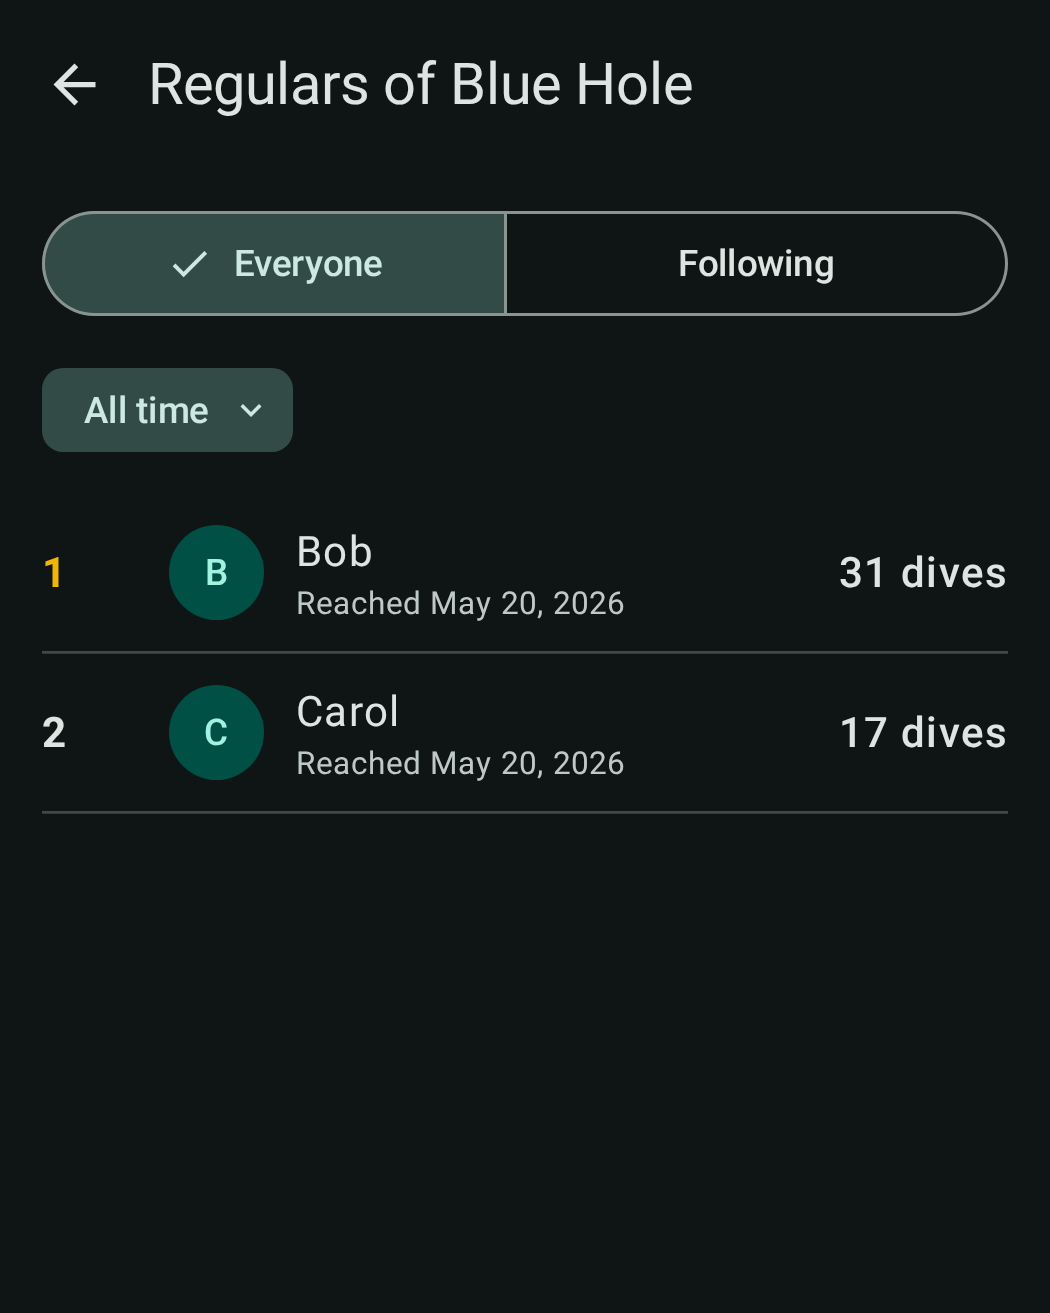 Regulars of Blue Hole
Everyone
Following
All time
1
B
Bob
Reached May 20, 2026
31 dives
2
C
Carol
Reached May 20, 2026
17 dives